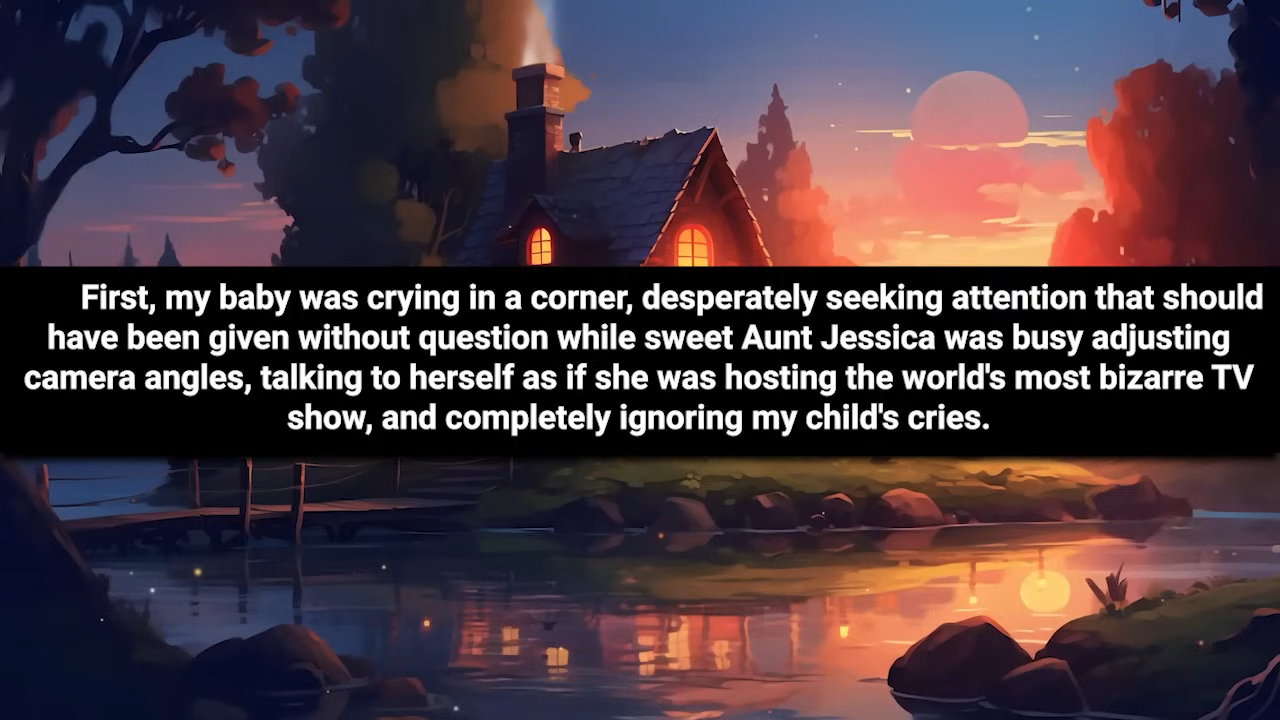 First, my baby was crying in a corner, desperately seeking attention that should
have been given without question while sweet Aunt Jessica was busy adjusting
camera angles, talking to herself as if she was hosting the world's most bizarre TV
show, and completely ignoring my child's cries.